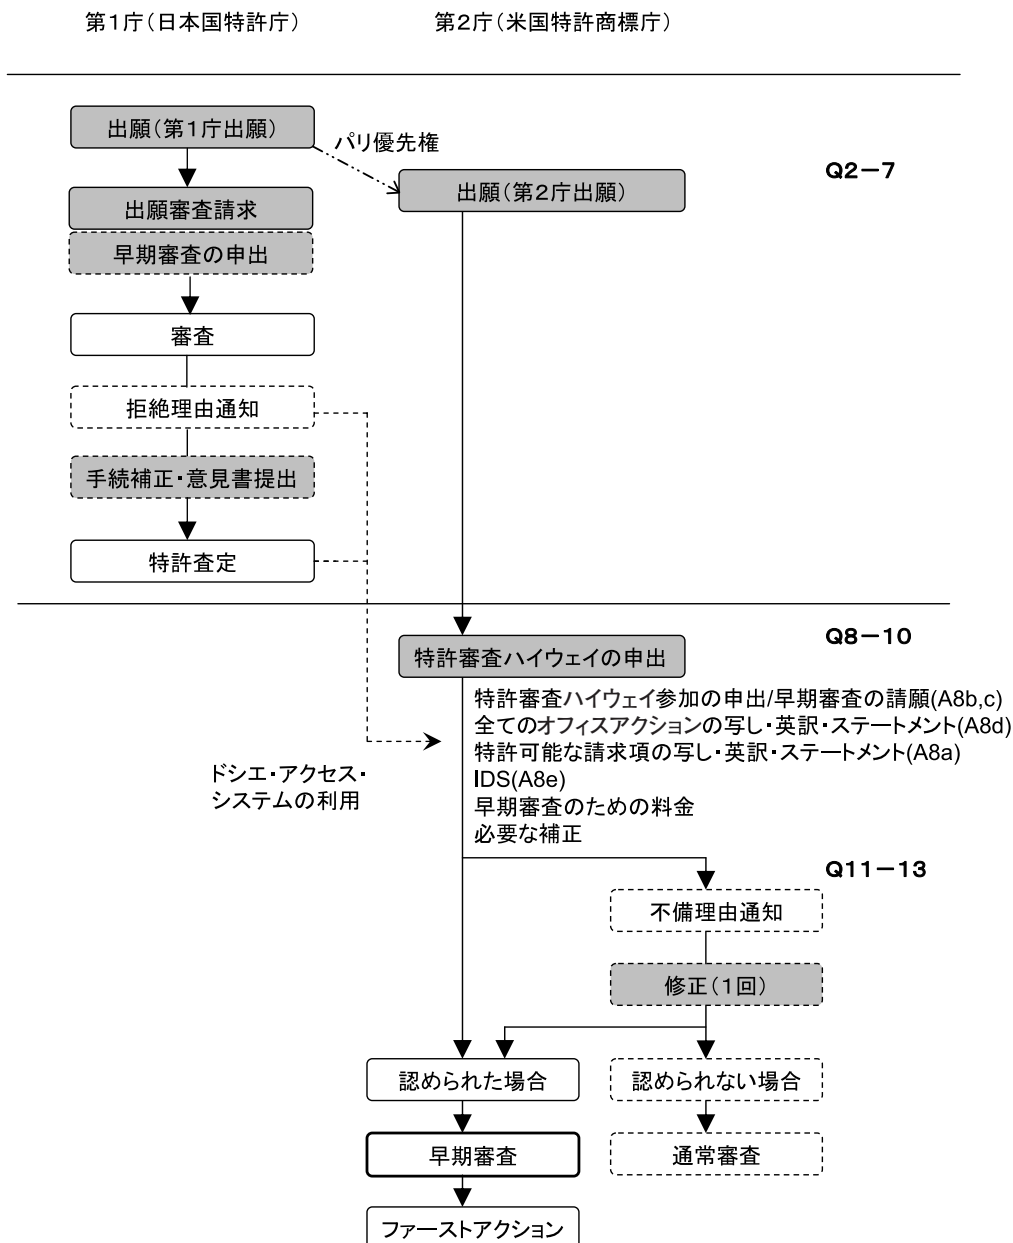 第1庁(日本国特許庁)
第2庁(米国特許商標庁)
出願(第1庁出願)
パリ優先権
Q2-7
出願(第2庁出願)
出願審査請求
早期審査の申出
審査
拒絶理由通知
手続補正・意見書提出
特許査定
Q8-10
特許審査ハイウェイの申出
特許審査ハイウェイ参加の申出/早期審査の請願(A8b,c)
全てのオフィスアクションの写し・英訳・ステートメント(A8d)
特許可能な請求項の写し・英訳・ステートメント(A8a)
IDS(A8e)
早期審査のための料金
必要な補正
ドシエ・アクセス・
システムの利用
Q11-13
不備理由通知
修正(1回)
認められた場合
認められない場合
早期審査
通常審査
ファーストアクション